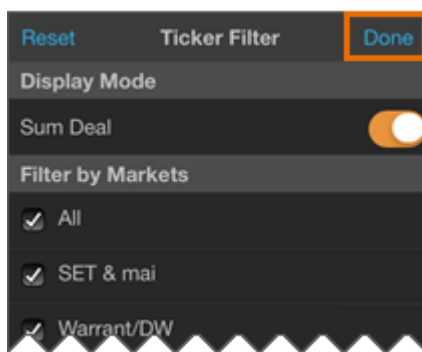 Reset Ticker Filter Done
Display Mode
Sum Deal
Filter by Markets
All
SET & mai
Warrant/DW